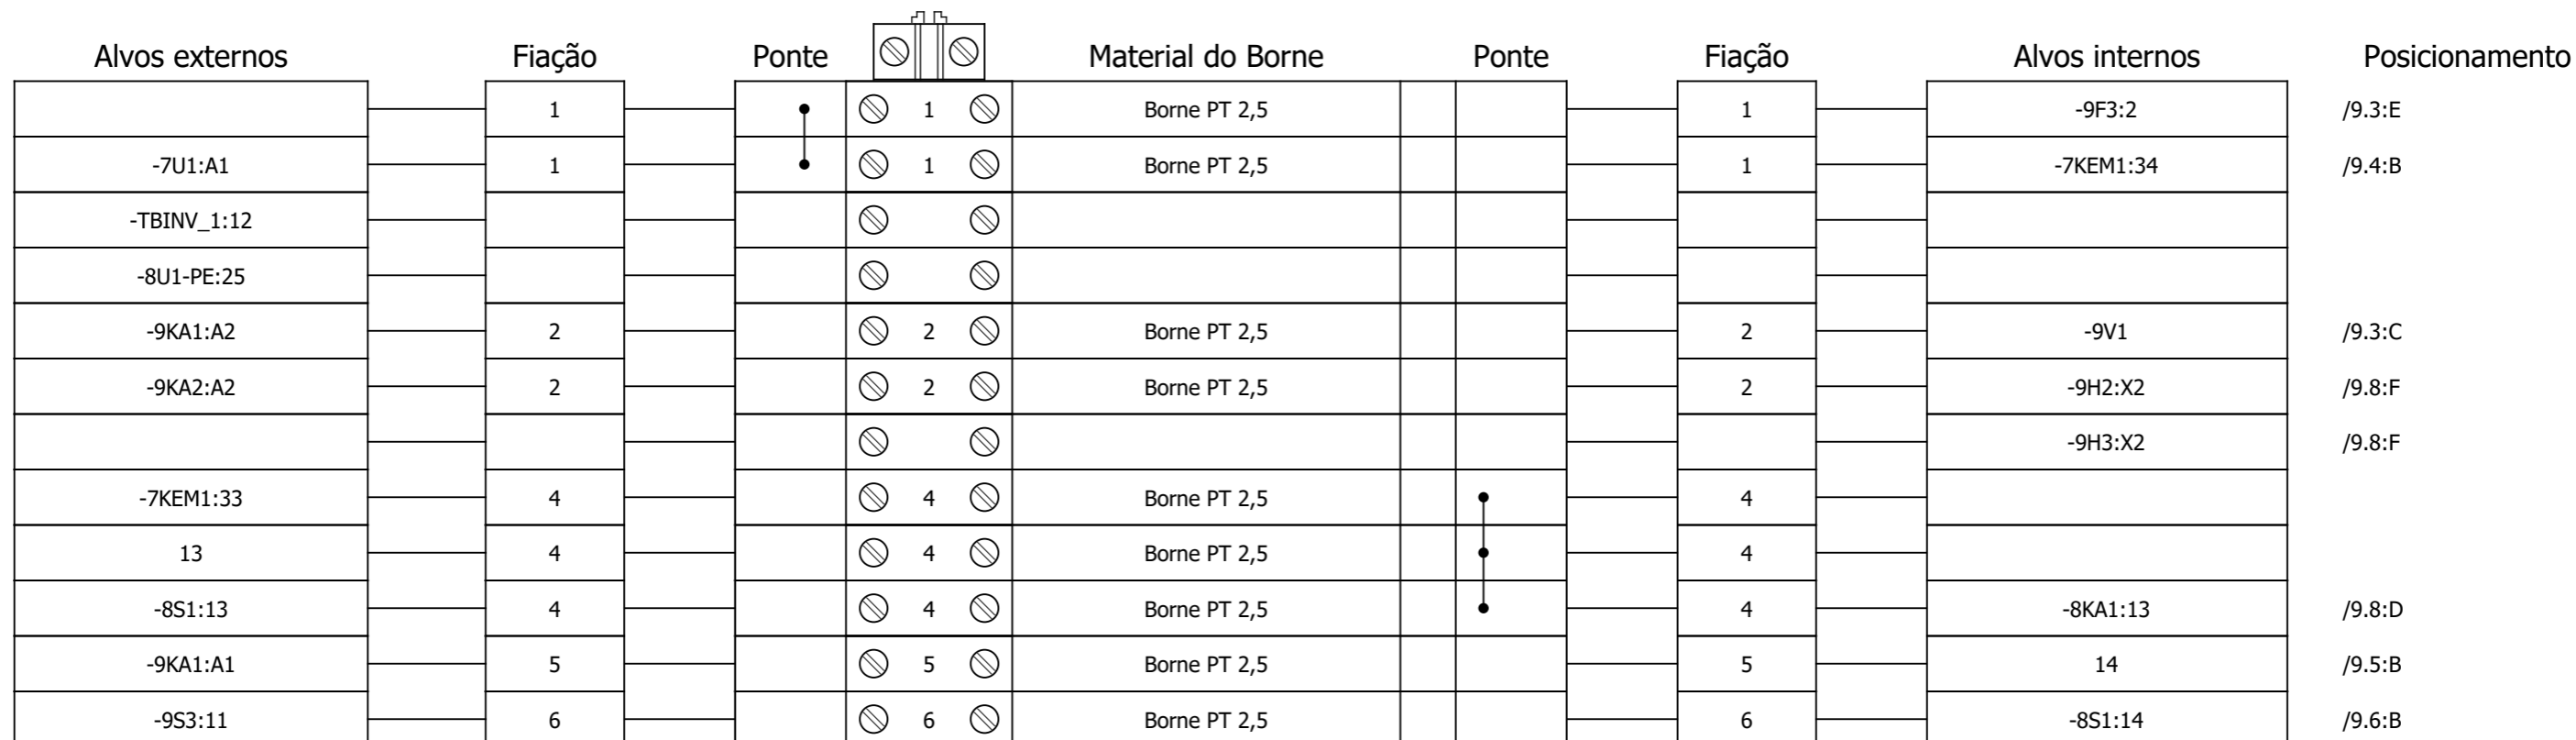 Alvos externos Fiação Ponte Material do Borne Ponte Fiação Alvos internos Posicionamento
1 1 Borne PT 2,5 1 -9F3:2 /9.3:E
-7U1:A1 1 1 Borne PT 2,5 1 -7KEM1:34 /9.4:B
-TBINV_1:12
-8U1-PE:25
-9KA1:A2 2 2 Borne PT 2,5 2 -9V1 /9.3:C
-9KA2:A2 2 2 Borne PT 2,5 2 -9H2:X2 /9.8:F
-9H3:X2 /9.8:F
-7KEM1:33 4 4 Borne PT 2,5 4
13 4 4 Borne PT 2,5 4
-8S1:13 4 4 Borne PT 2,5 4 -8KA1:13 /9.8:D
-9KA1:A1 5 5 Borne PT 2,5 5 14 /9.5:B
-9S3:11 6 6 Borne PT 2,5 6 -8S1:14 /9.6:B